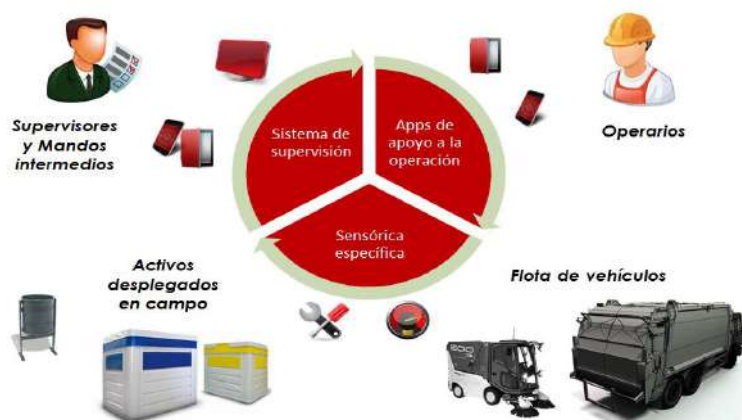 Supervisores
y Mandos
intermedios
Sistema de
supervisión
Apps de
apoyo a la
operación
Operarios
Sensórica
específica
Activos
desplegados
en campo
Flota de vehículos